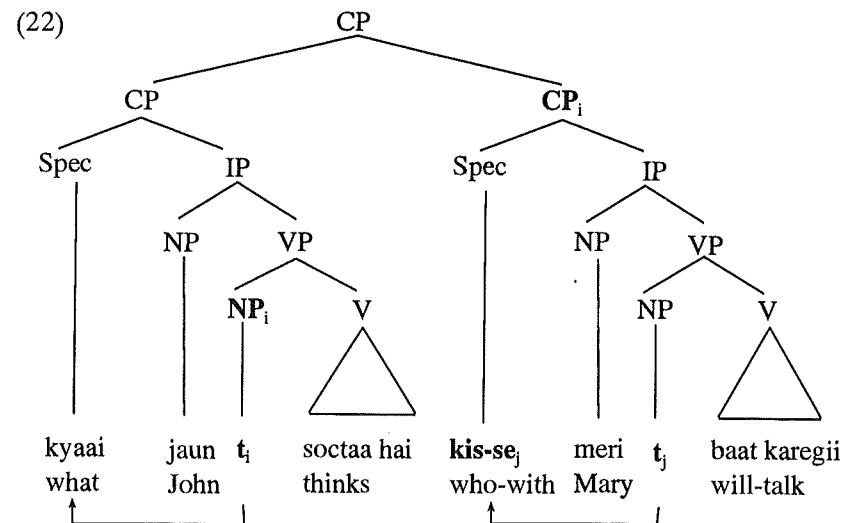 (22) CP
CP CPi
Spec IP Spec IP
NP VP NP VP
NPi V NP V
kyaai jaun ti soctaa hai kis-sej meri tj baat karegii
what John thinks who-with Mary will-talk